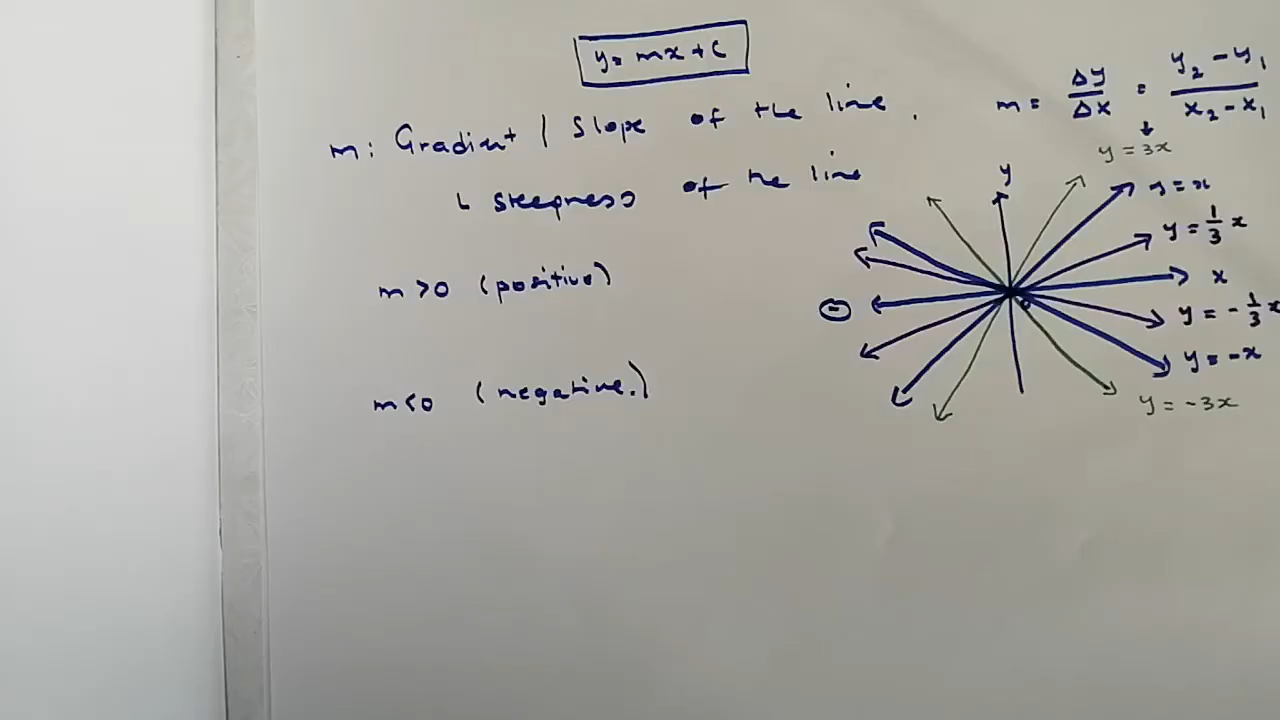 y = mx + c
m : Gradient / Slope of the line .
↳ steepness of the line
m > 0 (positive)
m < 0 (negative.)
m = Δy/Δx = (y₂ - y₁)/(x₂ - x₁)
y = 3x
y
y = x
y = 1/3 x
x
y = - 1/3 x
y = -x
y = -3x